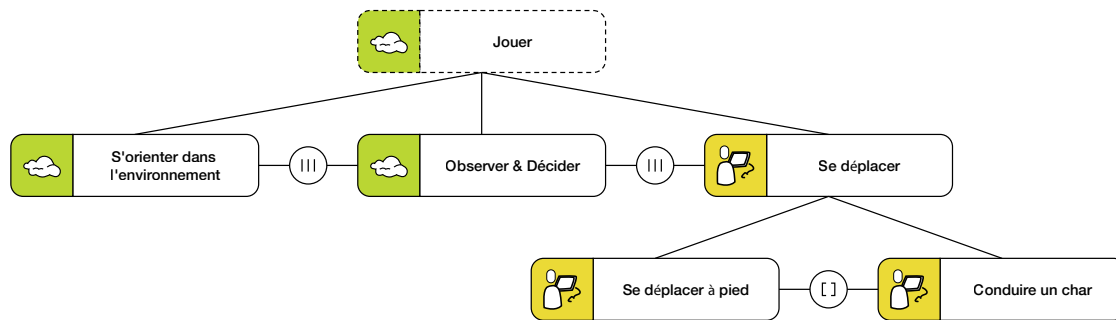 Jouer
S'orienter dans
l'environnement
|||
Observer & Décider
|||
Se déplacer
Se déplacer à pied
[]
Conduire un char